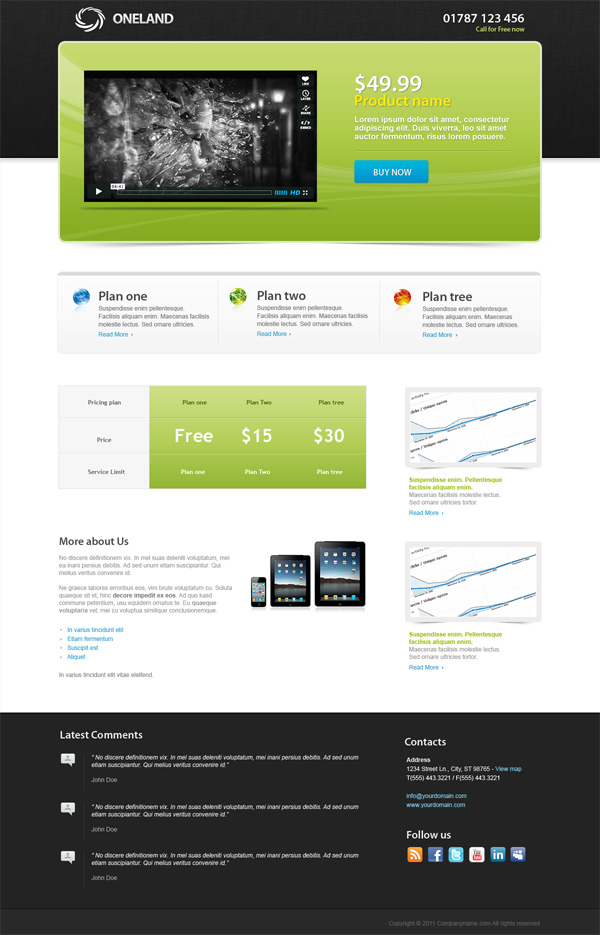 ONELAND
01787 123 456
Call for Free now
LIKE
LATER
SHARE
EMBED
04:41
HD
$49.99
Product name
Lorem ipsum dolor sit amet, consectetur
adipiscing elit. Duis viverra, leo sit amet
auctor fermentum, risus lorem posuere.
BUY NOW
Plan one
Suspendisse enim pellentesque.
Facilisis aliquam enim. Maecenas facilisis
molestie lectus. Sed ornare ultricies.
Read More
Plan two
Suspendisse enim pellentesque.
Facilisis aliquam enim. Maecenas facilisis
molestie lectus. Sed ornare ultricies.
Read More
Plan tree
Suspendisse enim pellentesque.
Facilisis aliquam enim. Maecenas facilisis
molestie lectus. Sed ornare ultricies.
Read More
Pricing plan Plan one Plan Two Plan tree
Price Free $15 $30
Service Limit Plan one Plan Two Plan tree
Suspendisse enim, Pellentesque
facilisis aliquam enim.
Maecenas facilisis molestie lectus.
Sed ornare ultricies tortor.
Read More
More about Us
No discere definitionem vix. In mel suas deleniti voluptatum, mei
ea inani persius debitis. Ad sed unum etiam suscipiantur. Qui
melius veritus convenire id.
Ne graece labores erroribus eos, vim brute voluptatum cu. Soluta
quaeque sit et, hinc decore impedit ex eos. Ad quo kasd
commune petentium, usu equidem ornatus te. Eu quaeque
voluptaria vel, mei cu voluptua similique conclusionemque.
In varius tincidunt elit
Etiam fermentum
Suscipit est
Aliquet
In varius tincidunt elit vitae eleifend.
Suspendisse enim, Pellentesque
facilisis aliquam enim.
Maecenas facilisis molestie lectus.
Sed ornare ultricies tortor.
Read More
Latest Comments
" No discere definitionem vix. In mel suas deleniti voluptatum, mei inani persius debitis. Ad sed unum
etiam suscipiantur. Qui melius veritus convenire id."
John Doe
" No discere definitionem vix. In mel suas deleniti voluptatum, mei inani persius debitis. Ad sed unum
etiam suscipiantur. Qui melius veritus convenire id."
John Doe
" No discere definitionem vix. In mel suas deleniti voluptatum, mei inani persius debitis. Ad sed unum
etiam suscipiantur. Qui melius veritus convenire id."
John Doe
Contacts
Address
1234 Street Ln., City, ST 98765 - View map
T(555) 443.3221 / F(555) 443.3221
info@yourdomain.com
www.yourdomain.com
Follow us
Copyright © 2011 Companyname.com All rights reserved